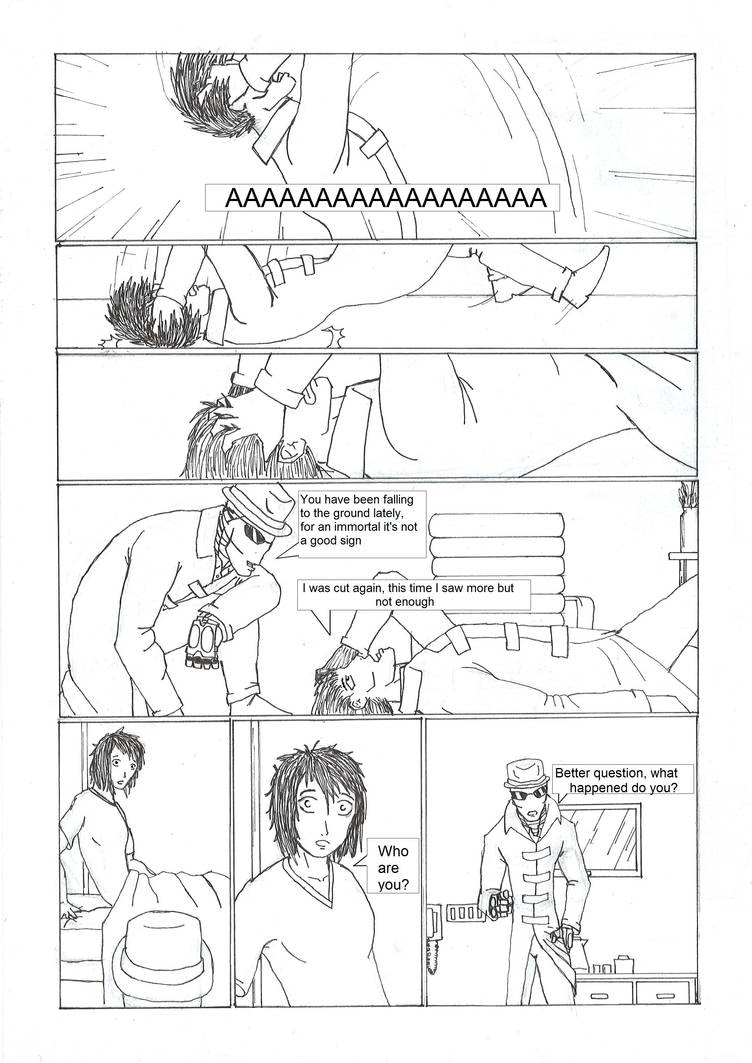 AAAAAAAAAAAAAAAAAA
You have been falling
to the ground lately,
for an immortal it's not
a good sign
I was cut again, this time I saw more but
not enough
Who
are
you?
Better question, what
happened do you?